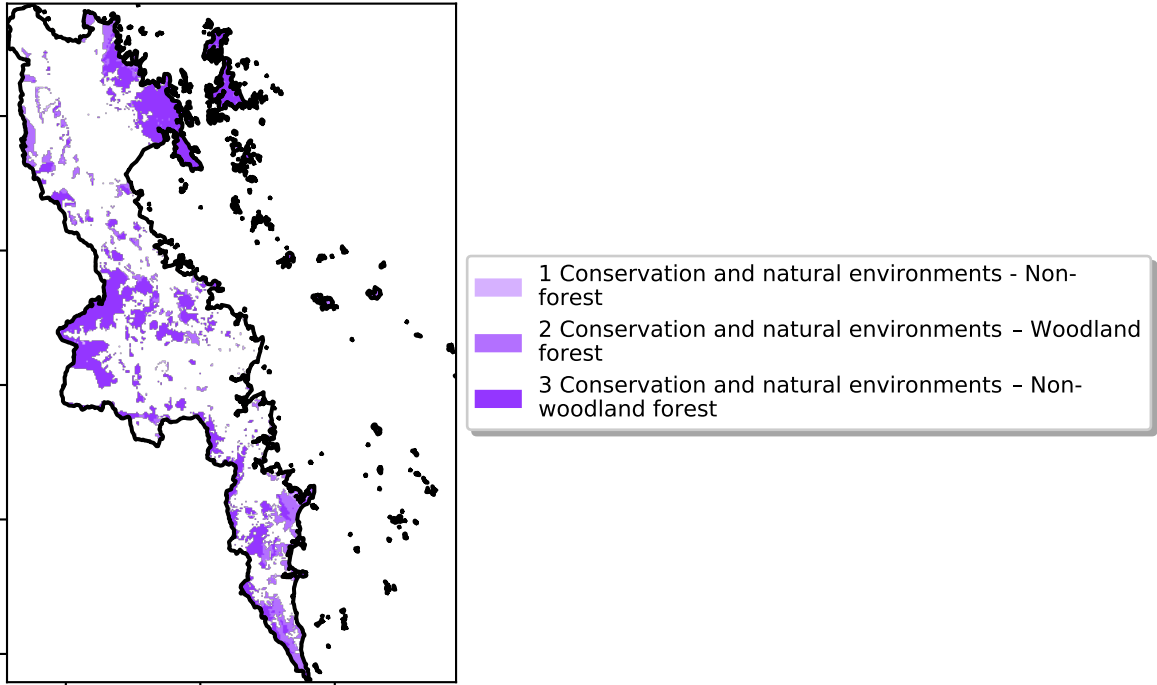 1 Conservation and natural environments - Non-
forest
2 Conservation and natural environments – Woodland
forest
3 Conservation and natural environments – Non-
woodland forest